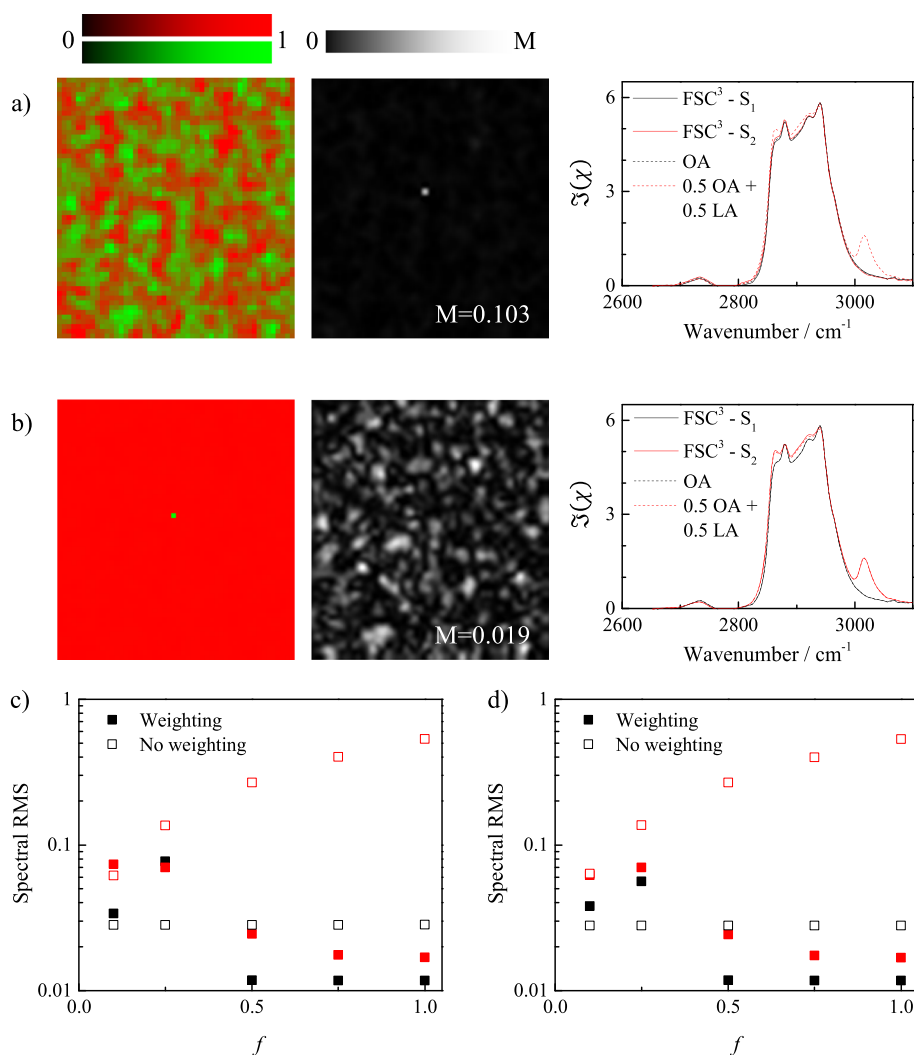 0 1
0 M
a)
M=0.103
6
3
0
ℑ(χ)
FSC³ - S₁
FSC³ - S₂
OA
0.5 OA +
0.5 LA
2600 2800 3000
Wavenumber / cm⁻¹
b)
M=0.019
6
3
0
ℑ(χ)
FSC³ - S₁
FSC³ - S₂
OA
0.5 OA +
0.5 LA
2600 2800 3000
Wavenumber / cm⁻¹
c)
1
0.1
0.01
Spectral RMS
Weighting
No weighting
0.0 0.5 1.0
f
d)
1
0.1
0.01
Spectral RMS
Weighting
No weighting
0.0 0.5 1.0
f